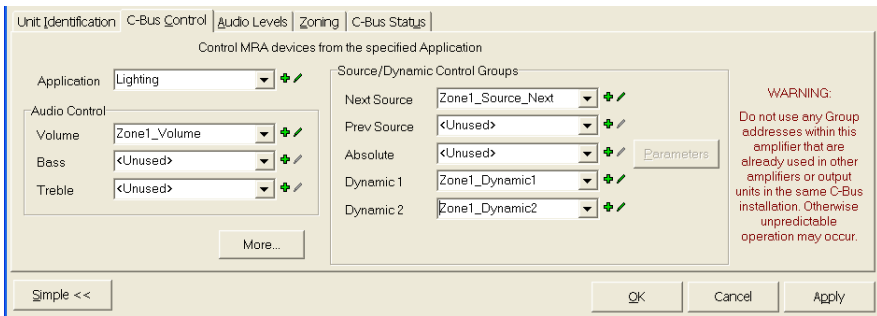 Unit Identification C-Bus Control Audio Levels Zoning C-Bus Status
Control MRA devices from the specified Application
Application Lighting
Audio Control
Volume Zone1_Volume
Bass <Unused>
Treble <Unused>
More...
Source/Dynamic Control Groups
Next Source Zone1_Source_Next
Prev Source <Unused>
Absolute <Unused>
Parameters
Dynamic 1 Zone1_Dynamic1
Dynamic 2 Zone1_Dynamic2
WARNING:
Do not use any Group
addresses within this
amplifier that are
already used in other
amplifiers or output
units in the same C-Bus
installation. Otherwise
unpredictable
operation may occur.
Simple << OK Cancel Apply